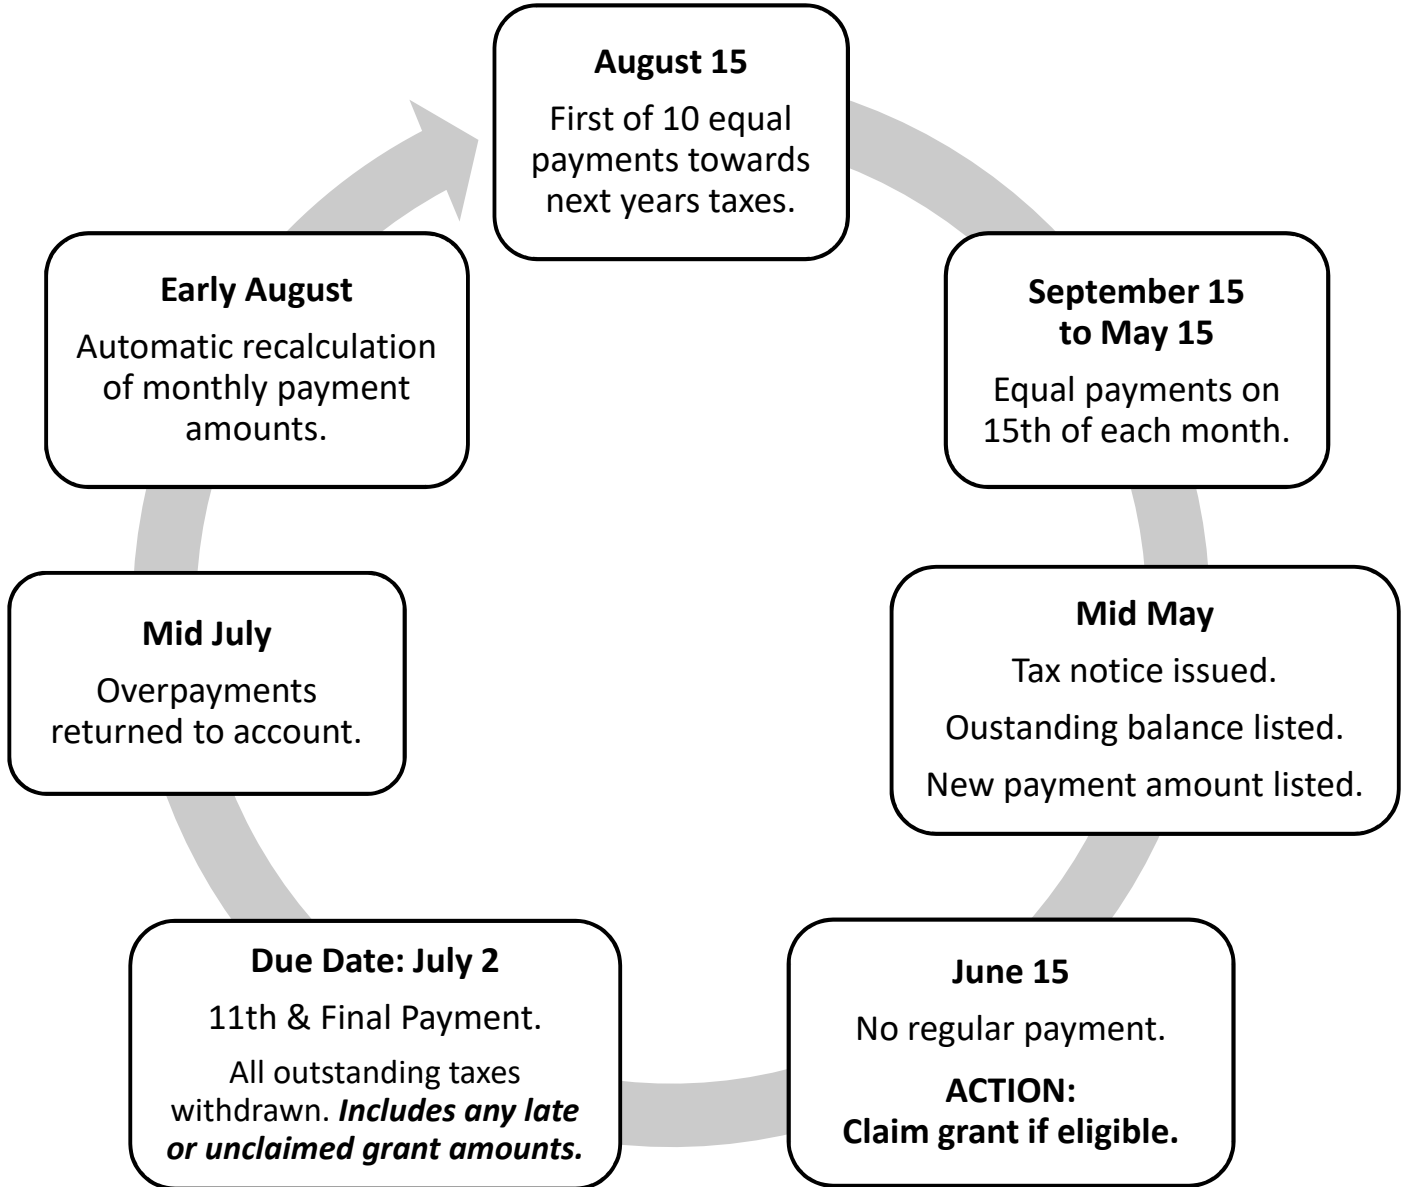 August 15
First of 10 equal
payments towards
next years taxes.
September 15
to May 15
Equal payments on
15th of each month.
Mid May
Tax notice issued.
Oustanding balance listed.
New payment amount listed.
June 15
No regular payment.
ACTION:
Claim grant if eligible.
Due Date: July 2
11th & Final Payment.
All outstanding taxes
withdrawn. Includes any late
or unclaimed grant amounts.
Mid July
Overpayments
returned to account.
Early August
Automatic recalculation
of monthly payment
amounts.